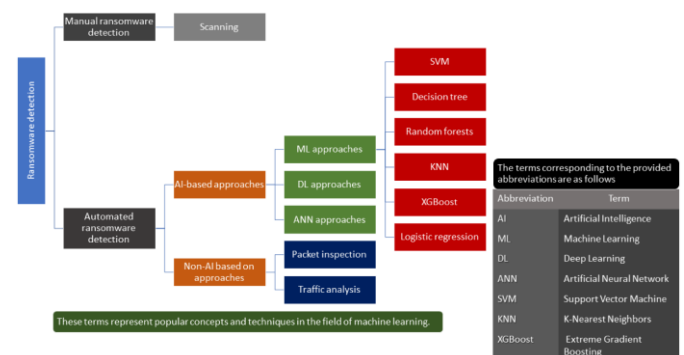 Ransomware detection
Manual ransomware
detection
Scanning
Automated
ransomware
detection
AI-based approaches
Non-AI based on
approaches
ML approaches
DL approaches
ANN approaches
Packet inspection
Traffic analysis
SVM
Decision tree
Random forests
KNN
XGBoost
Logistic regression
The terms corresponding to the provided
abbreviations are as follows
Abbreviation Term
AI Artificial Intelligence
ML Machine Learning
DL Deep Learning
ANN Artificial Neural Network
SVM Support Vector Machine
KNN K-Nearest Neighbors
XGBoost Extreme Gradient
Boosting
These terms represent popular concepts and techniques in the field of machine learning.